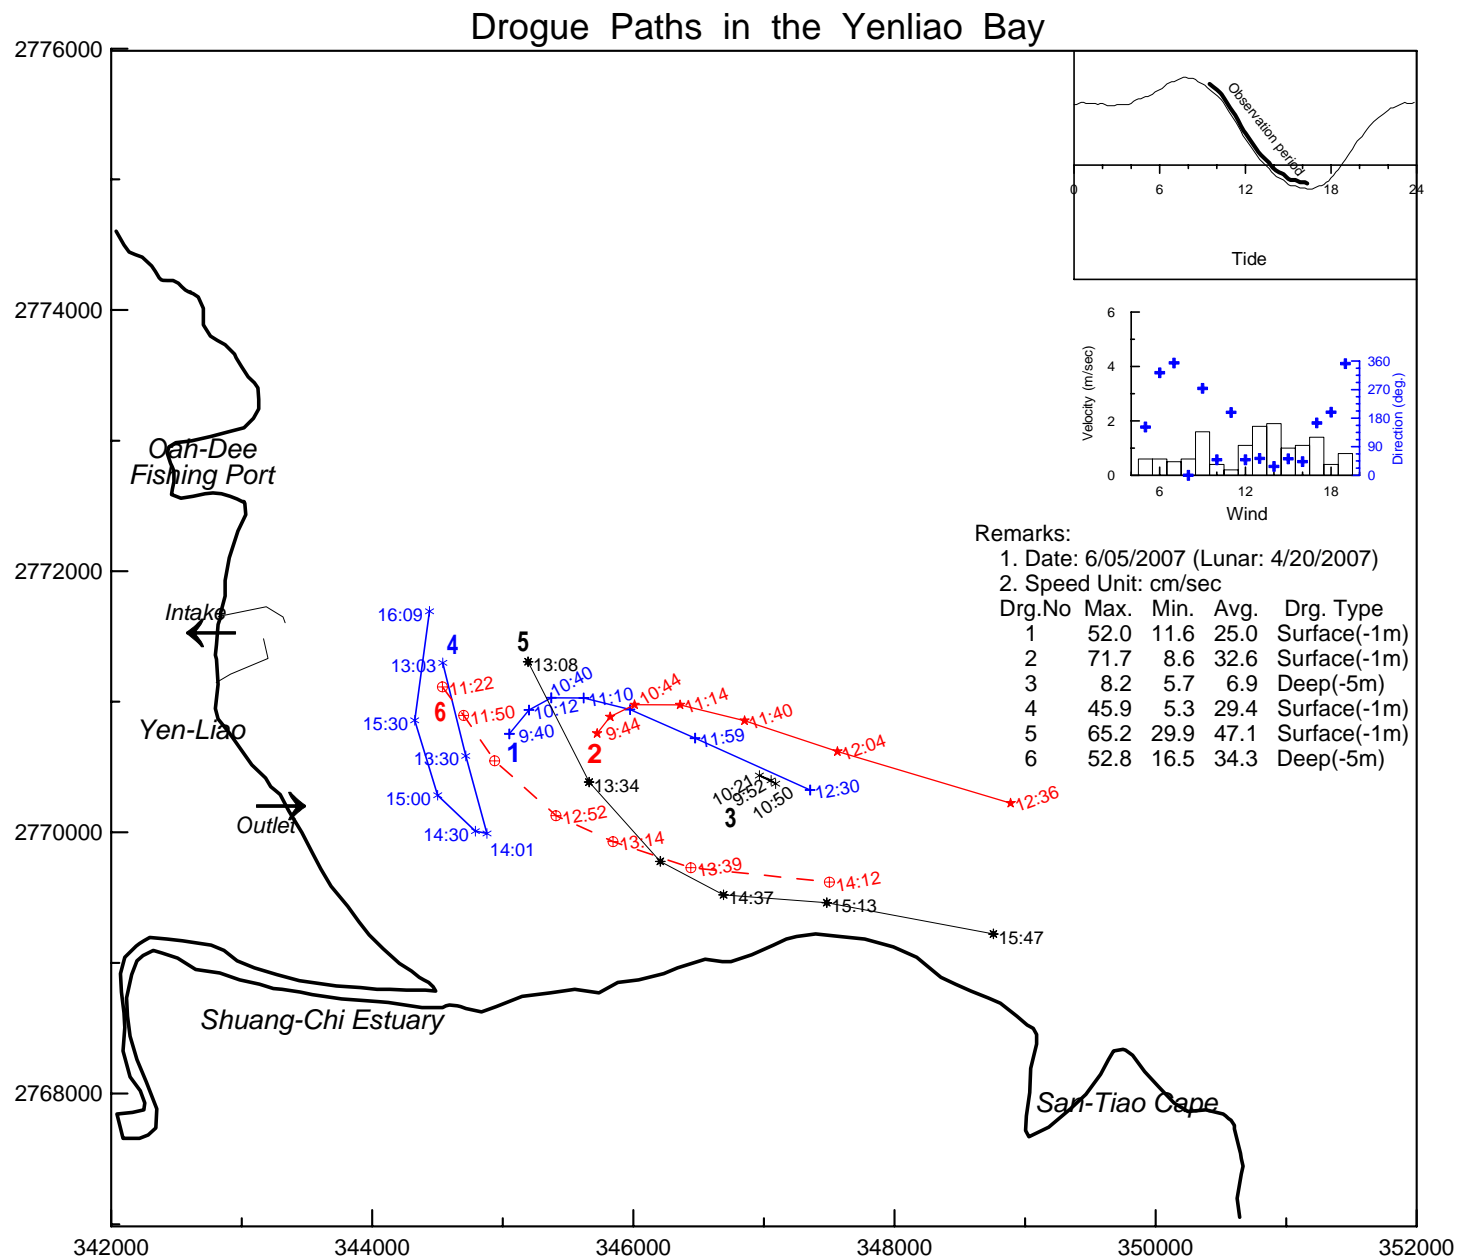 Drogue Paths in the Yenliao Bay
2776000
2774000
2772000
2770000
2768000
342000
344000
346000
348000
350000
352000
Observation period
0
6
12
18
24
Tide
6
4
2
0
Velocity (m/sec)
360
270
180
90
0
Direction (deg.)
6
12
18
Wind
Remarks:
1. Date: 6/05/2007 (Lunar: 4/20/2007)
2. Speed Unit: cm/sec
Drg.No Max. Min. Avg. Drg. Type
1 52.0 11.6 25.0 Surface(-1m)
2 71.7 8.6 32.6 Surface(-1m)
3 8.2 5.7 6.9 Deep(-5m)
4 45.9 5.3 29.4 Surface(-1m)
5 65.2 29.9 47.1 Surface(-1m)
6 52.8 16.5 34.3 Deep(-5m)
Oah-Dee
Fishing Port
Intake
Yen-Liao
Outlet
Shuang-Chi Estuary
San-Tiao Cape
16:09
4
13:03
15:30
13:30
15:00
14:30
14:01
11:22
6
11:50
12:52
13:14
13:39
14:12
5
13:08
13:34
14:37
15:13
15:47
1
9:40
10:12
10:40
11:10
11:59
12:30
2
9:44
10:44
11:14
11:40
12:04
12:36
3
10:21
9:52
10:50